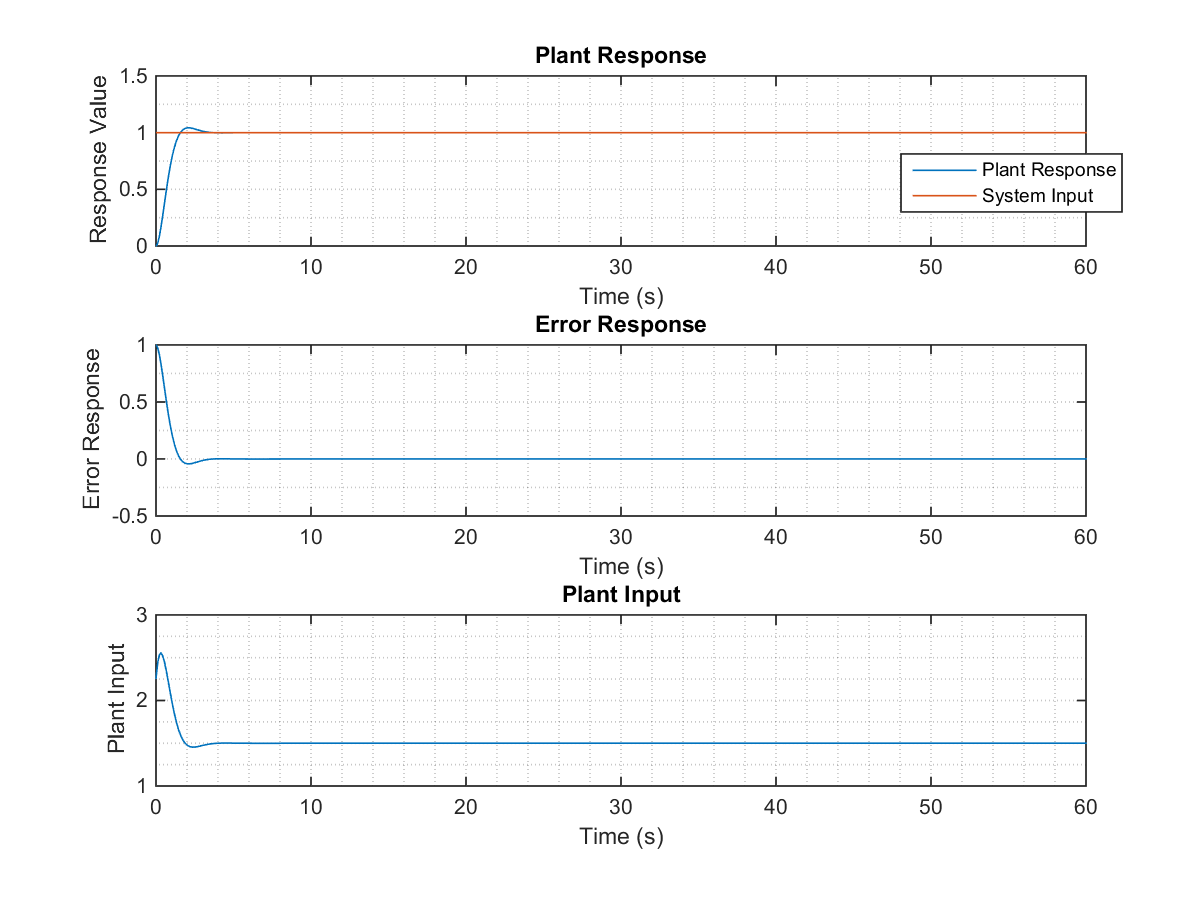 Plant Response
Response Value
1.5
1
0.5
0
Plant Response
System Input
0 10 20 30 40 50 60
Time (s)
Error Response
Error Response
1
0.5
0
-0.5
0 10 20 30 40 50 60
Time (s)
Plant Input
Plant Input
3
2
1
0 10 20 30 40 50 60
Time (s)